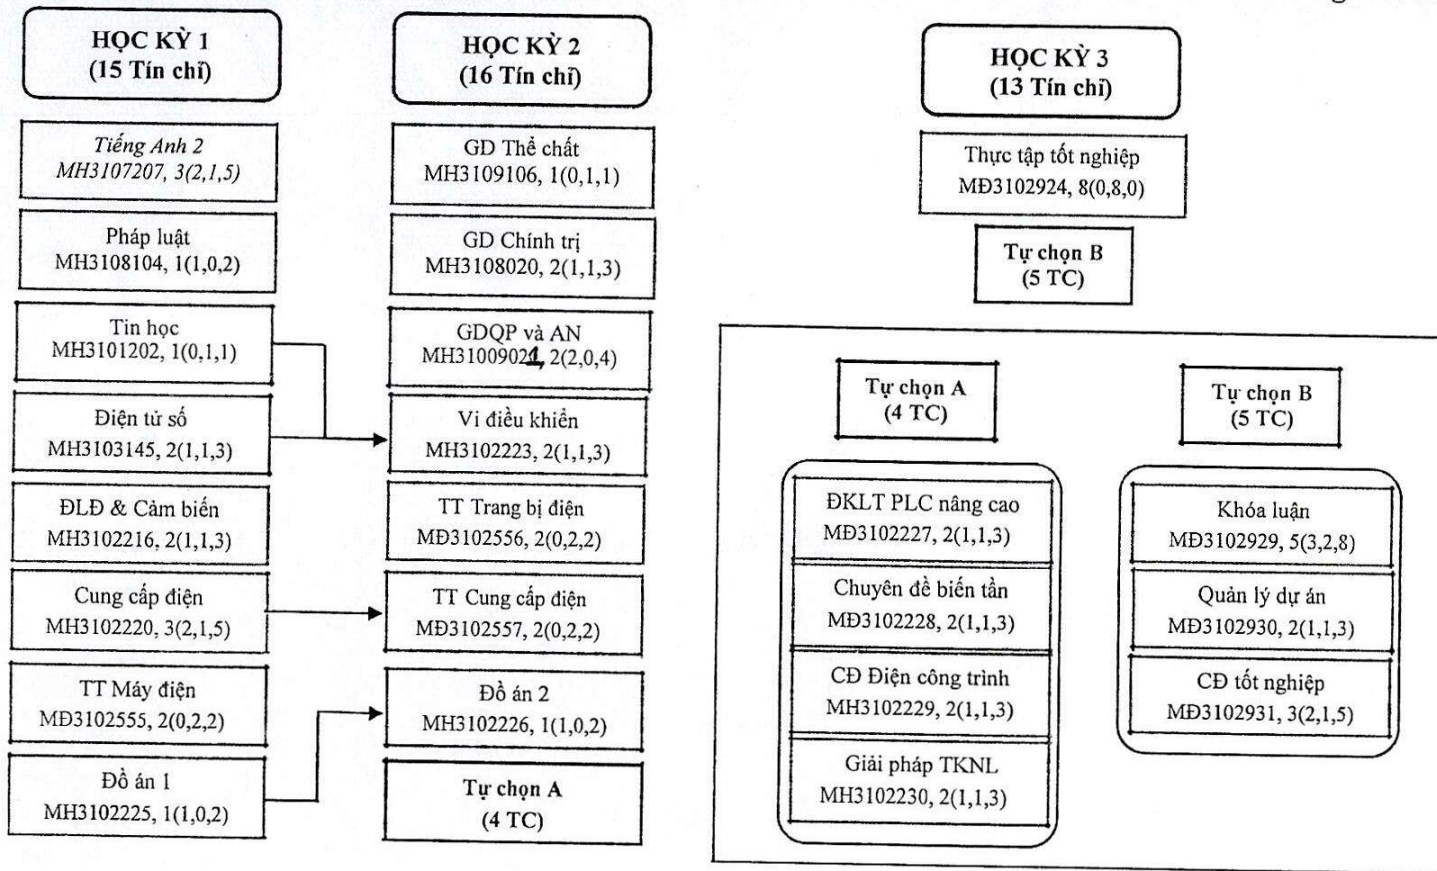 HỌC KỲ 1
(15 Tín chỉ)
Tiếng Anh 2
MH3107207, 3(2,1,5)
Pháp luật
MH3108104, 1(1,0,2)
Tin học
MH3101202, 1(0,1,1)
Điện tử số
MH3103145, 2(1,1,3)
ĐLĐ & Cảm biến
MH3102216, 2(1,1,3)
Cung cấp điện
MH3102220, 3(2,1,5)
TT Máy điện
MĐ3102555, 2(0,2,2)
Đồ án 1
MH3102225, 1(1,0,2)
HỌC KỲ 2
(16 Tín chỉ)
GD Thể chất
MH3109106, 1(0,1,1)
GD Chính trị
MH3108020, 2(1,1,3)
GDQP và AN
MH31009021, 2(2,0,4)
Vi điều khiển
MH3102223, 2(1,1,3)
TT Trang bị điện
MĐ3102556, 2(0,2,2)
TT Cung cấp điện
MĐ3102557, 2(0,2,2)
Đồ án 2
MH3102226, 1(1,0,2)
Tự chọn A
(4 TC)
HỌC KỲ 3
(13 Tín chỉ)
Thực tập tốt nghiệp
MĐ3102924, 8(0,8,0)
Tự chọn B
(5 TC)
Tự chọn A
(4 TC)
ĐKLT PLC nâng cao
MĐ3102227, 2(1,1,3)
Chuyên đề biến tần
MĐ3102228, 2(1,1,3)
CĐ Điện công trình
MH3102229, 2(1,1,3)
Giải pháp TKNL
MH3102230, 2(1,1,3)
Tự chọn B
(5 TC)
Khóa luận
MĐ3102929, 5(3,2,8)
Quản lý dự án
MĐ3102930, 2(1,1,3)
CĐ tốt nghiệp
MĐ3102931, 3(2,1,5)